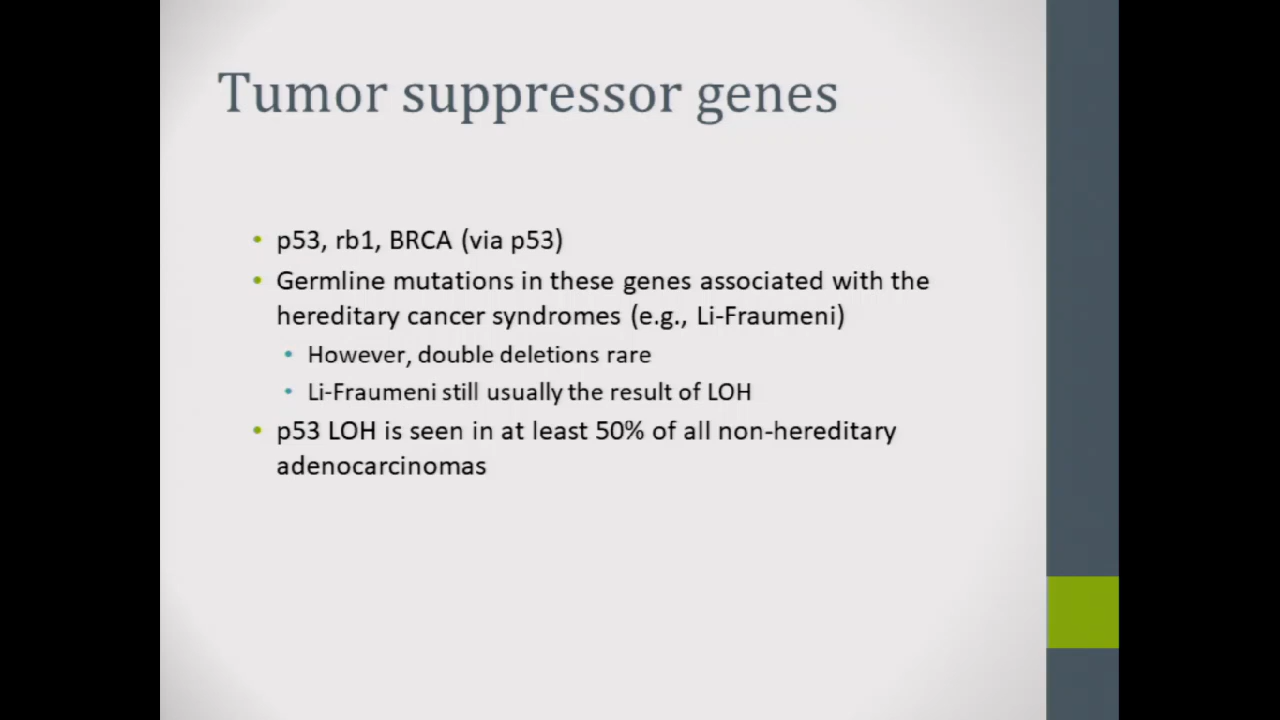 Tumor suppressor genes
• p53, rb1, BRCA (via p53)
• Germline mutations in these genes associated with the
hereditary cancer syndromes (e.g., Li-Fraumeni)
• However, double deletions rare
• Li-Fraumeni still usually the result of LOH
• p53 LOH is seen in at least 50% of all non-hereditary
adenocarcinomas